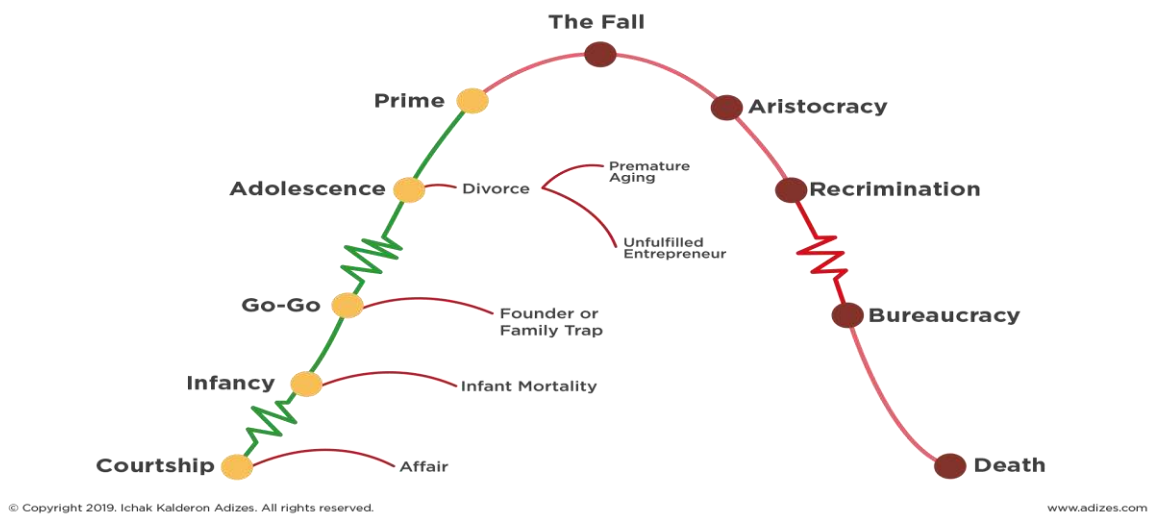 The Fall
Prime
Aristocracy
Adolescence
Divorce
Premature
Aging
Recrimination
Unfulfilled
Entrepreneur
Go-Go
Founder or
Family Trap
Bureaucracy
Infancy
Infant Mortality
Courtship
Affair
Death
© Copyright 2019. Ichak Kalderon Adizes. All rights reserved.
www.adizes.com